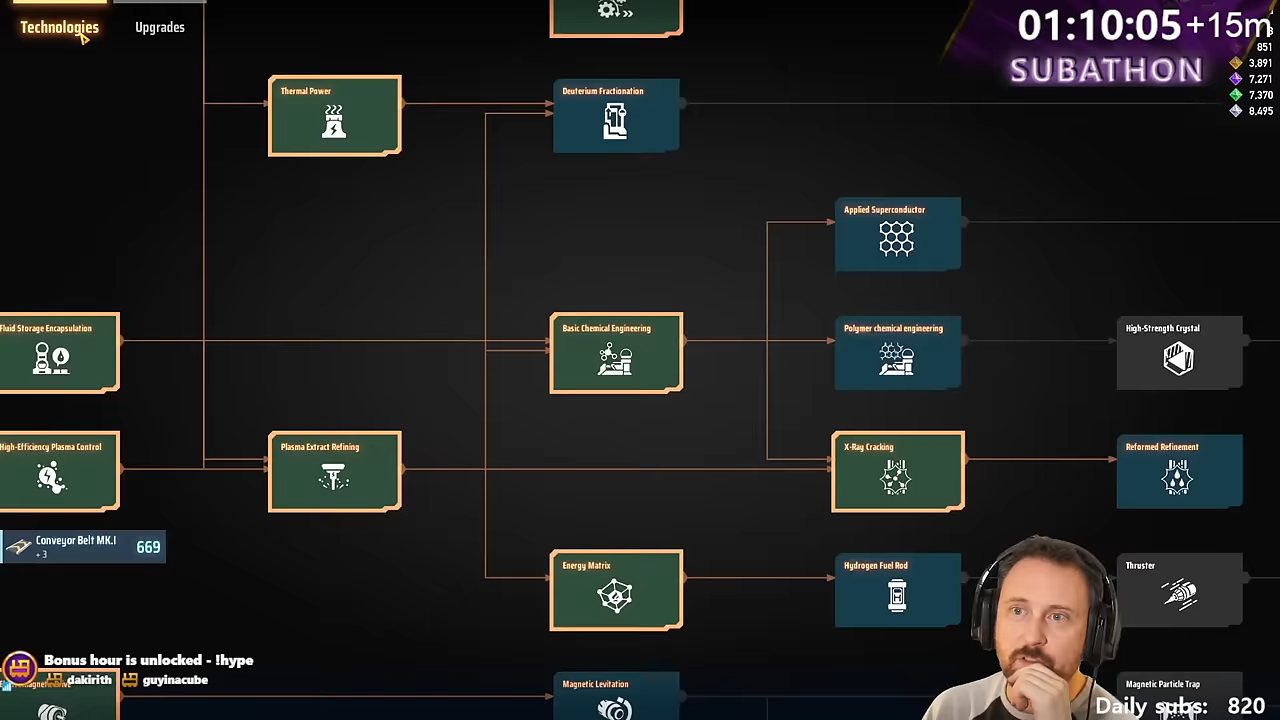 Technologies
Upgrades
01:10:05+15m
SUBATHON
851
3,891
7,271
7,370
8,495
Thermal Power
Deuterium Fractionation
Applied Superconductor
Fluid Storage Encapsulation
Basic Chemical Engineering
Polymer chemical engineering
High-Strength Crystal
High-Efficiency Plasma Control
Plasma Extract Refining
X-Ray Cracking
Reformed Refinement
Conveyor Belt MK.I
+ 3
669
Energy Matrix
Hydrogen Fuel Rod
Thruster
Bonus hour is unlocked - !hype
dakirith
guyinacube
Magnetic Levitation
Magnetic Particle Trap
Daily subs: 820